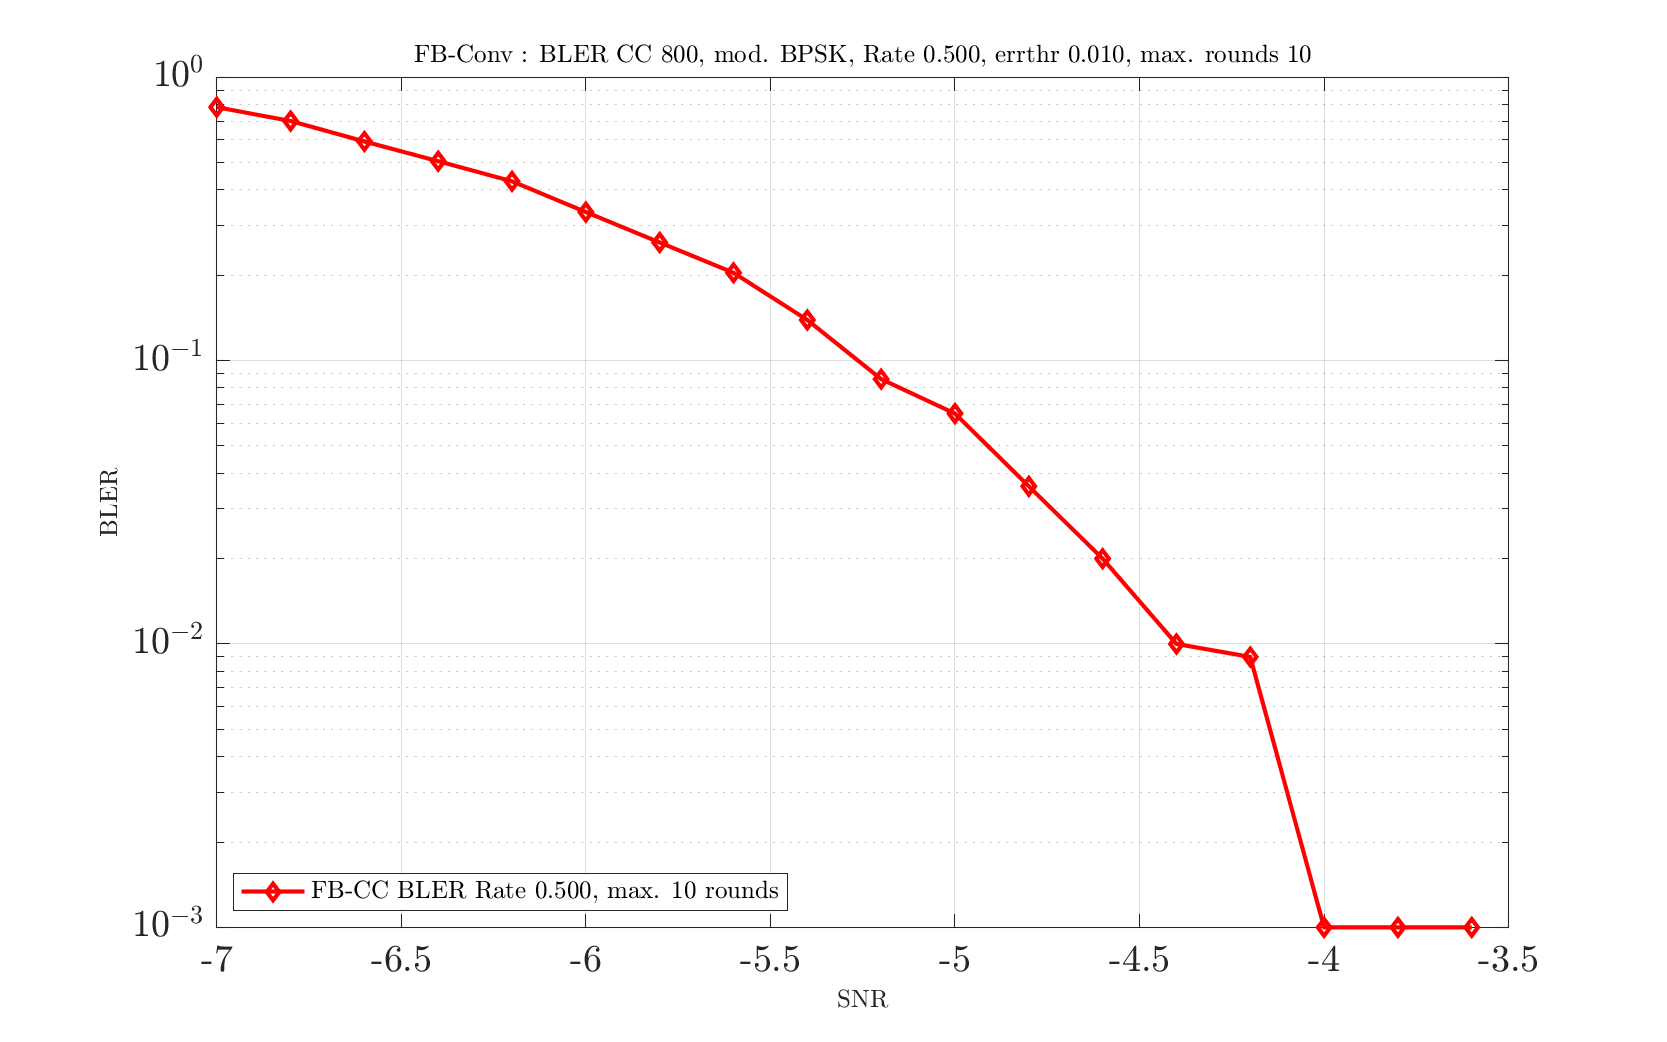 FB-Conv : BLER CC 800, mod. BPSK, Rate 0.500, errthr 0.010, max. rounds 10
10^0
10^-1
10^-2
10^-3
BLER
FB-CC BLER Rate 0.500, max. 10 rounds
-7 -6.5 -6 -5.5 -5 -4.5 -4 -3.5
SNR